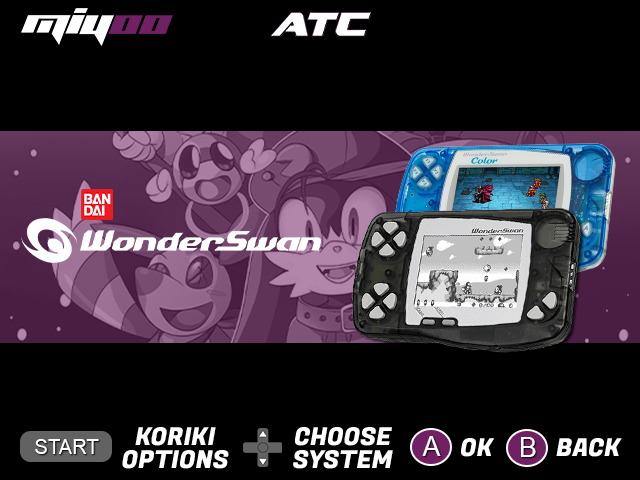 miyoo
ATC
BAN
DAI
WonderSwan
WonderSwan
Color
WonderSwan
START
KORIKI
OPTIONS
CHOOSE
SYSTEM
A OK
B BACK